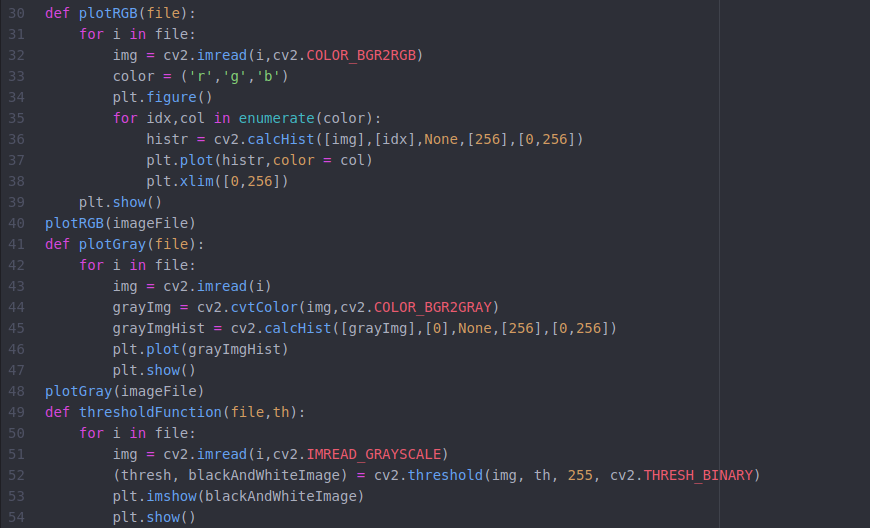 30 def plotRGB(file):
31     for i in file:
32         img = cv2.imread(i,cv2.COLOR_BGR2RGB)
33         color = ('r','g','b')
34         plt.figure()
35         for idx,col in enumerate(color):
36             histr = cv2.calcHist([img],[idx],None,[256],[0,256])
37             plt.plot(histr,color = col)
38             plt.xlim([0,256])
39     plt.show()
40 plotRGB(imageFile)
41 def plotGray(file):
42     for i in file:
43         img = cv2.imread(i)
44         grayImg = cv2.cvtColor(img,cv2.COLOR_BGR2GRAY)
45         grayImgHist = cv2.calcHist([grayImg],[0],None,[256],[0,256])
46         plt.plot(grayImgHist)
47         plt.show()
48 plotGray(imageFile)
49 def thresholdFunction(file,th):
50     for i in file:
51         img = cv2.imread(i,cv2.IMREAD_GRAYSCALE)
52         (thresh, blackAndWhiteImage) = cv2.threshold(img, th, 255, cv2.THRESH_BINARY)
53         plt.imshow(blackAndWhiteImage)
54         plt.show()